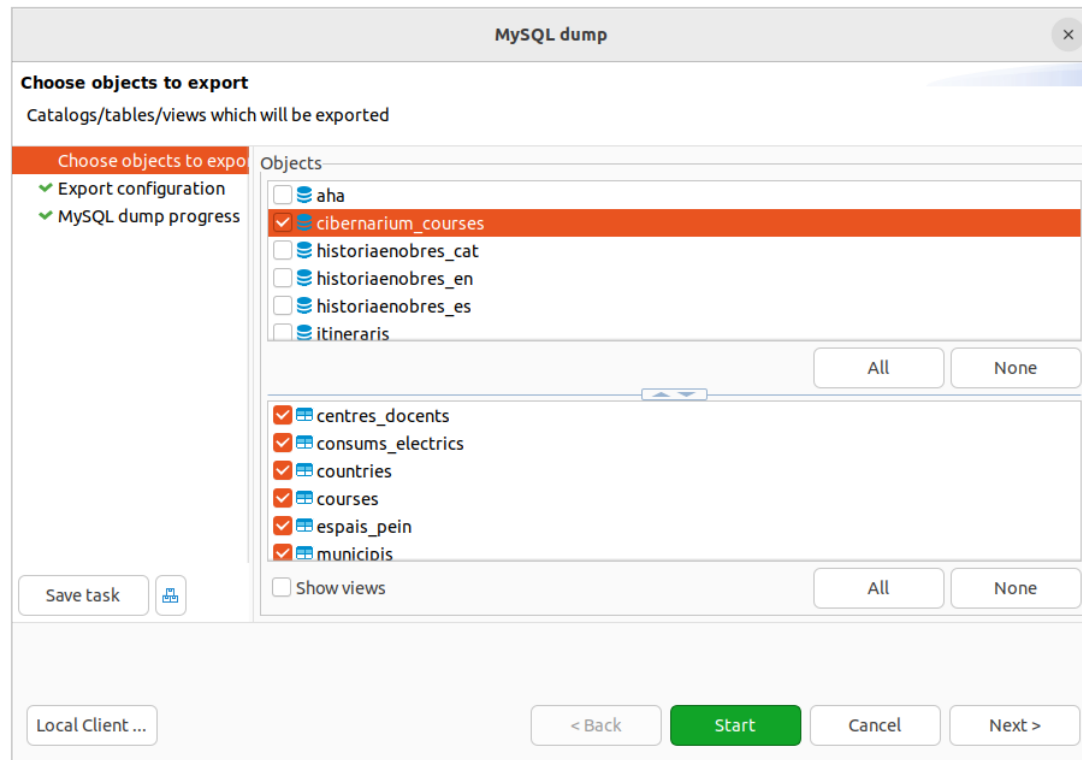 MySQL dump
Choose objects to export
Catalogs/tables/views which will be exported
Choose objects to expo
Export configuration
MySQL dump progress
Objects
aha
cibernarium_courses
historiaenobres_cat
historiaenobres_en
historiaenobres_es
itineraris
All
None
centres_docents
consums_electrics
countries
courses
espais_pein
municipis
Show views
All
None
Save task
Local Client ...
< Back
Start
Cancel
Next >